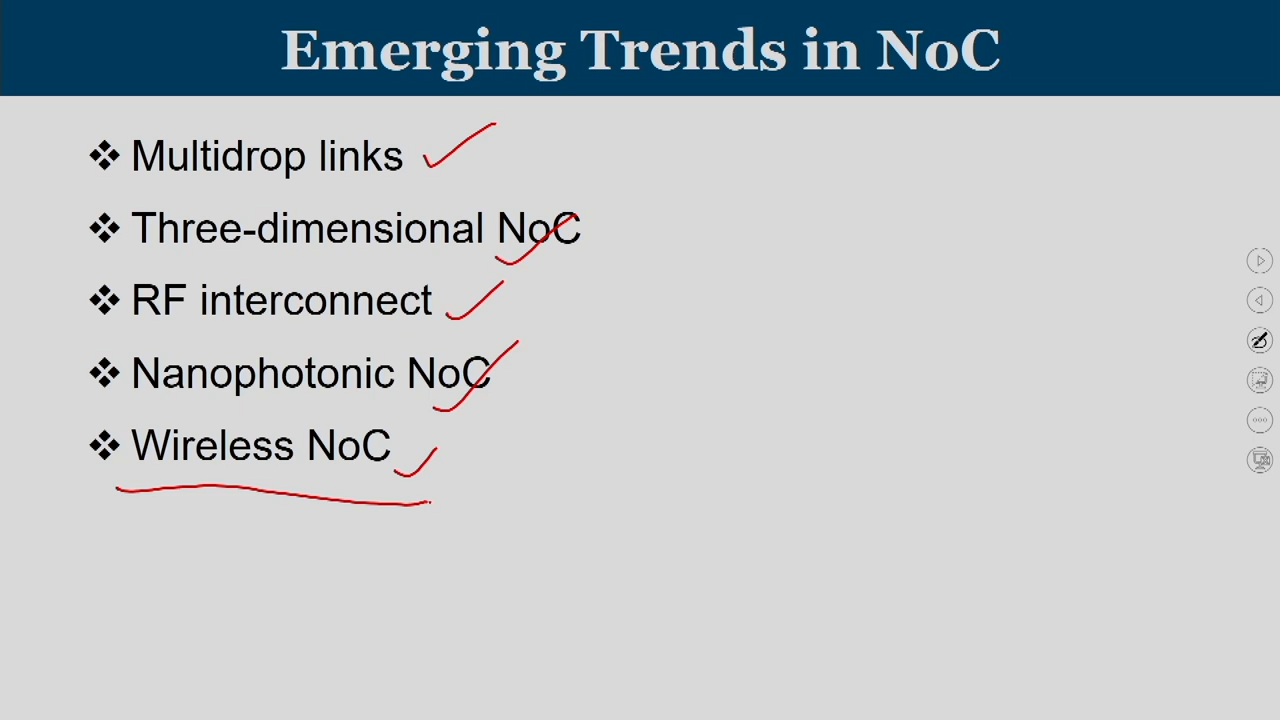 Emerging Trends in NoC
❖ Multidrop links
❖ Three-dimensional NoC
❖ RF interconnect
❖ Nanophotonic NoC
❖ Wireless NoC